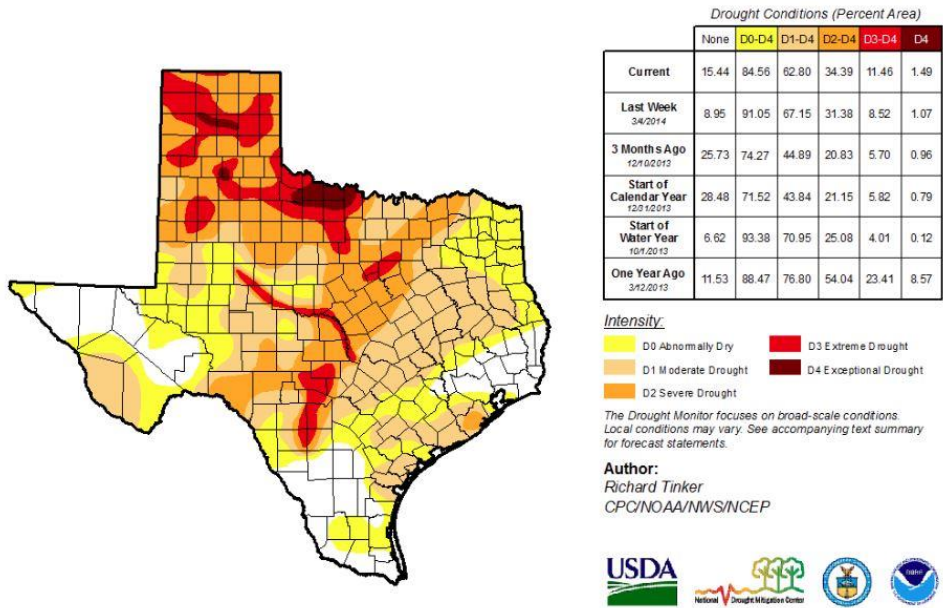 Drought Conditions (Percent Area)
None D0-D4 D1-D4 D2-D4 D3-D4 D4
Current 15.44 84.56 62.80 34.39 11.46 1.49
Last Week
3/4/2014
8.95 91.05 67.15 31.38 8.52 1.07
3 Months Ago
12/10/2013
25.73 74.27 44.89 20.83 5.70 0.96
Start of
Calendar Year
12/31/2013
28.48 71.52 43.84 21.15 5.82 0.79
Start of
Water Year
10/1/2013
6.62 93.38 70.95 25.08 4.01 0.12
One Year Ago
3/12/2013
11.53 88.47 76.80 54.04 23.41 8.57
Intensity:
D0 Abnormally Dry
D3 Extreme Drought
D1 Moderate Drought
D4 Exceptional Drought
D2 Severe Drought
The Drought Monitor focuses on broad-scale conditions.
Local conditions may vary. See accompanying text summary
for forecast statements.
Author:
Richard Tinker
CPC/NOAA/NWS/NCEP
USDA
National Drought Mitigation Center
noaa